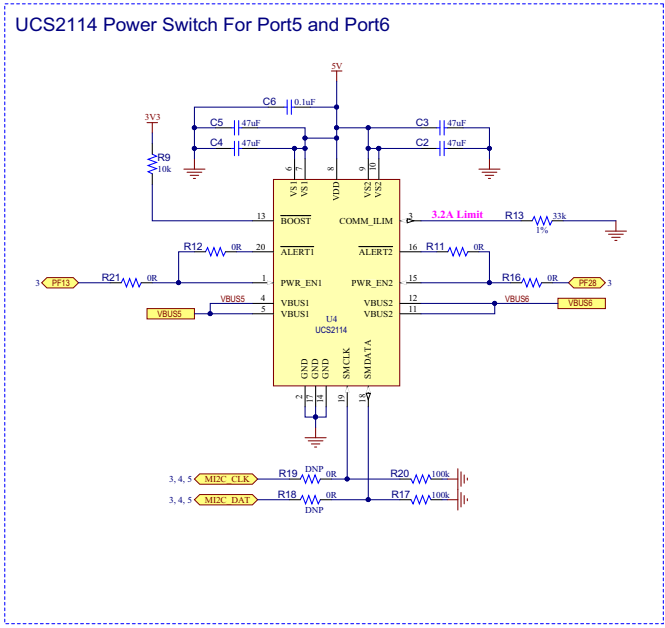 UCS2114 Power Switch For Port5 and Port6
5V
C6 0.1uF
3V3
C5 47uF C3 47uF
C4 47uF C2 47uF
R9
10k
6 7 8 9 10
VS1 VS1 VDD VS2 VS2
13 BOOST COMM_ILIM 3 3.2A Limit R13 33k
1%
R12 0R 20 ALERT1 ALERT2 16 R11 0R
3 PF13 R21 0R 1 PWR_EN1 PWR_EN2 15 R16 0R PF28 3
VBUS5 4 VBUS1 VBUS2 12 VBUS6 VBUS6
VBUS5 5 VBUS1 VBUS2 11
U4
UCS2114
GND GND GND SMCLK SMDATA
2 17 14 19 18
DNP
3, 4, 5 MI2C_CLK R19 0R R20 100k
3, 4, 5 MI2C_DAT R18 0R R17 100k
DNP